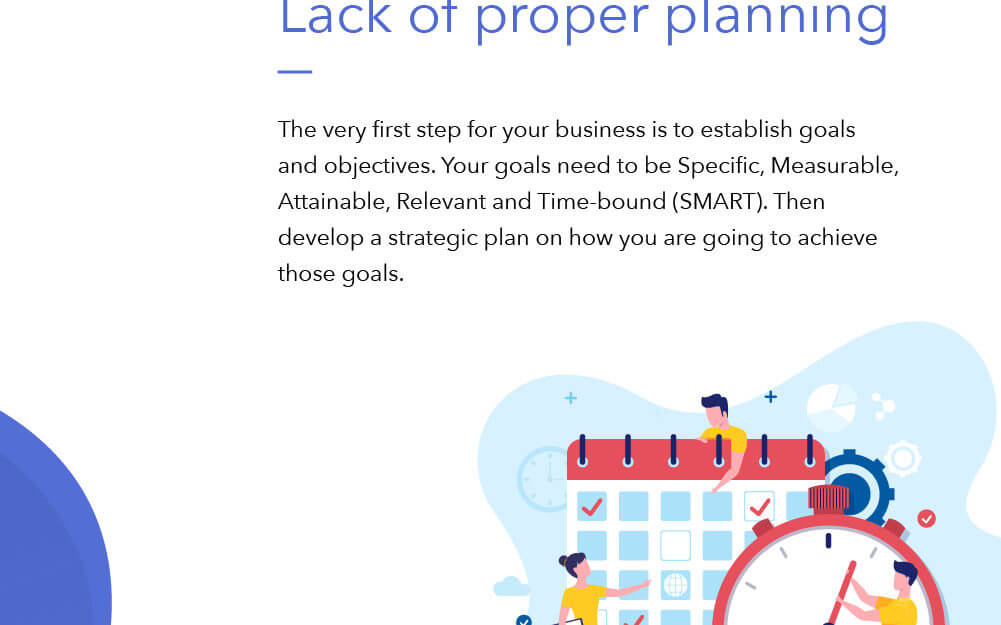 Lack of proper planning
The very first step for your business is to establish goals
and objectives. Your goals need to be Specific, Measurable,
Attainable, Relevant and Time-bound (SMART). Then
develop a strategic plan on how you are going to achieve
those goals.